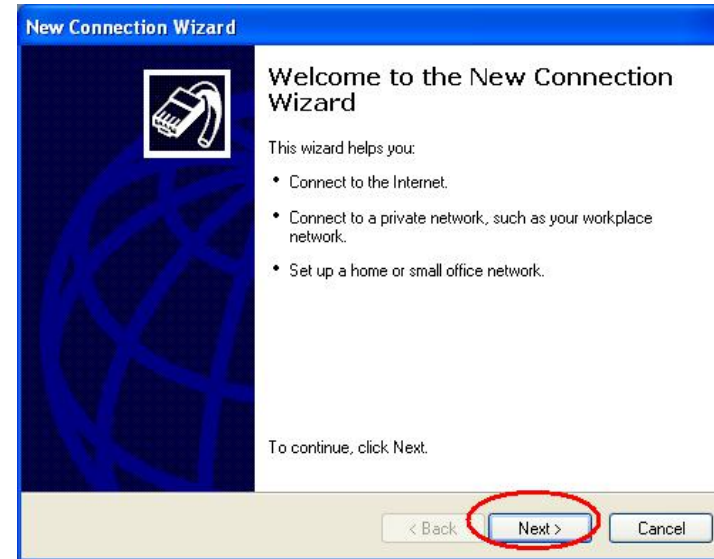 New Connection Wizard
Welcome to the New Connection
Wizard
This wizard helps you:
• Connect to the Internet.
• Connect to a private network, such as your workplace
network.
• Set up a home or small office network.
To continue, click Next.
< Back Next > Cancel